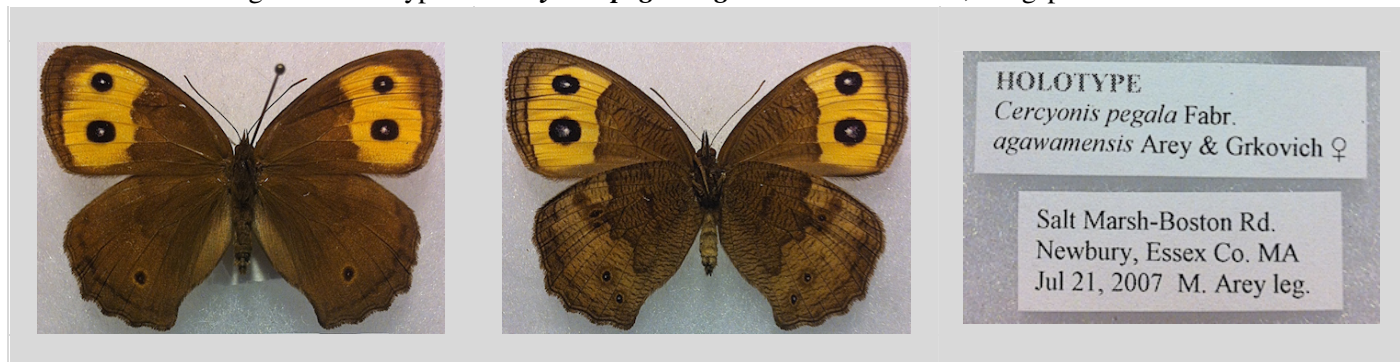 HOLOTYPE
Cercyonis pegala Fabr.
agawamensis Arey & Grkovich ♀
Salt Marsh-Boston Rd.
Newbury, Essex Co. MA
Jul 21, 2007 M. Arey leg.